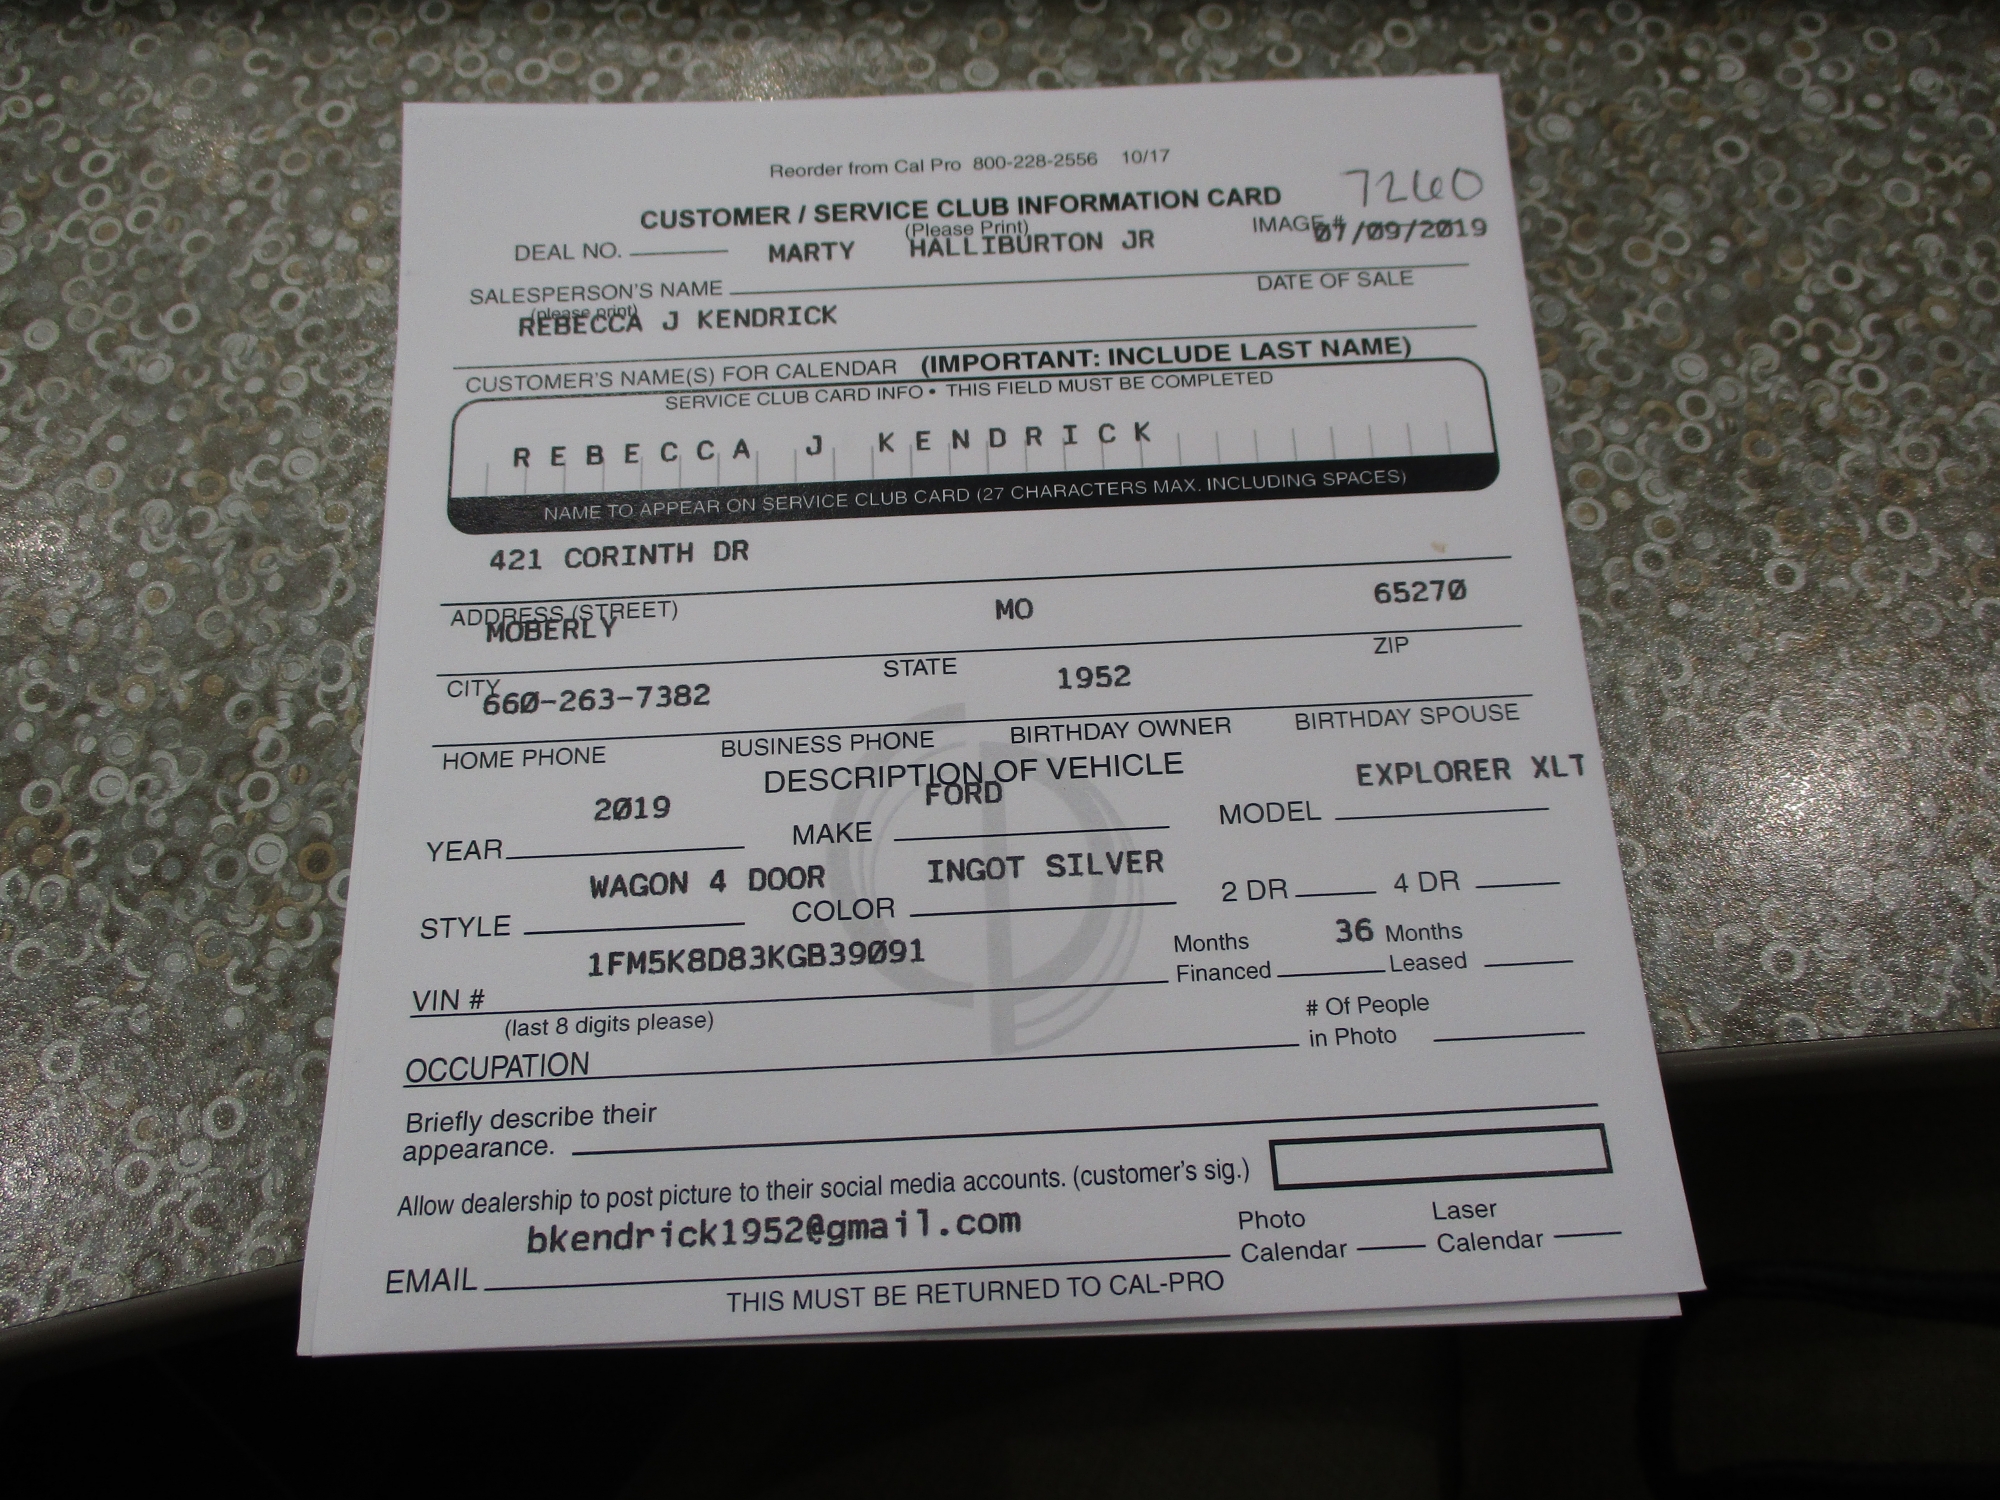 Reorder from Cal Pro 800-228-2556 10/17
7260
CUSTOMER / SERVICE CLUB INFORMATION CARD
(Please Print)
IMAGE #
DEAL NO. MARTY HALLIBURTON JR /09/2019
SALESPERSON'S NAME DATE OF SALE
(please print)
REBECCA J KENDRICK
CUSTOMER'S NAME(S) FOR CALENDAR (IMPORTANT: INCLUDE LAST NAME)
SERVICE CLUB CARD INFO • THIS FIELD MUST BE COMPLETED
REBECCA J KENDRICK
NAME TO APPEAR ON SERVICE CLUB CARD (27 CHARACTERS MAX. INCLUDING SPACES)
421 CORINTH DR
ADDRESS (STREET)
MOBERLY MO 65270
CITY STATE ZIP
660-263-7382 1952
HOME PHONE BUSINESS PHONE BIRTHDAY OWNER BIRTHDAY SPOUSE
DESCRIPTION OF VEHICLE
2019 FORD EXPLORER XLT
YEAR MAKE MODEL
WAGON 4 DOOR INGOT SILVER
STYLE COLOR 2 DR 4 DR
1FM5K8D83KGB39091 Months Financed 36 Months Leased
VIN #
(last 8 digits please)
# Of People
in Photo
OCCUPATION
Briefly describe their
appearance.
Allow dealership to post picture to their social media accounts. (customer's sig.)
bkendrick1952@gmail.com Photo Laser
EMAIL Calendar Calendar
THIS MUST BE RETURNED TO CAL-PRO